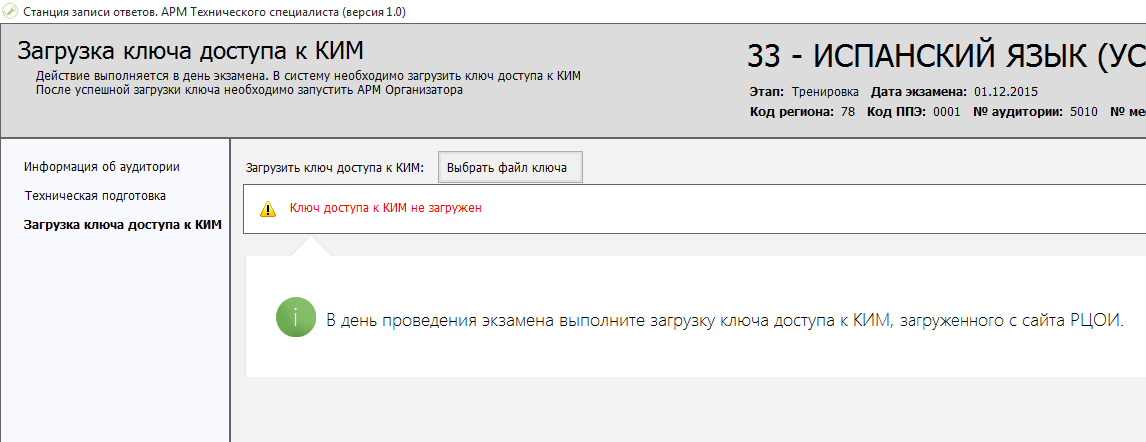 Станция записи ответов. АРМ Технического специалиста (версия 1.0)
Загрузка ключа доступа к КИМ
Действие выполняется в день экзамена. В систему необходимо загрузить ключ доступа к КИМ
После успешной загрузки ключа необходимо запустить АРМ Организатора
33 - ИСПАНСКИЙ ЯЗЫК (УС
Этап: Тренировка Дата экзамена: 01.12.2015
Код региона: 78 Код ППЭ: 0001 № аудитории: 5010 № ме
Информация об аудитории
Техническая подготовка
Загрузка ключа доступа к КИМ
Загрузить ключ доступа к КИМ: Выбрать файл ключа
Ключ доступа к КИМ не загружен
В день проведения экзамена выполните загрузку ключа доступа к КИМ, загруженного с сайта РЦОИ.